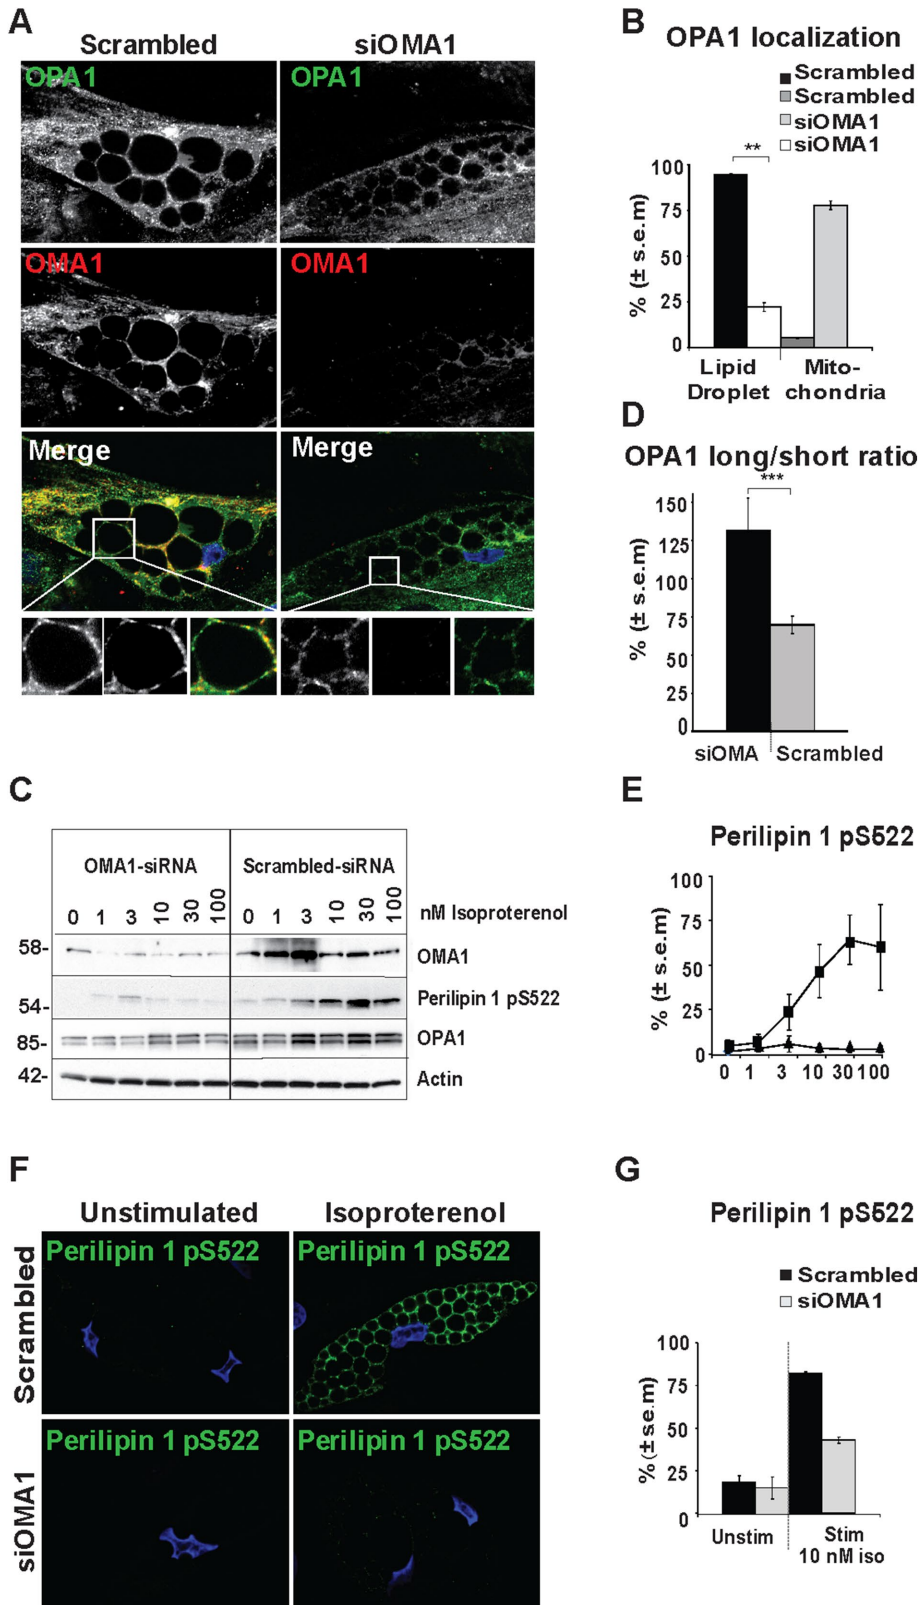 A
Scrambled
siOMA1
OPA1
OPA1
OMA1
OMA1
Merge
Merge
B
OPA1 localization
Scrambled
Scrambled
siOMA1
siOMA1
**
100
75
50
25
0
% (± s.e.m)
Lipid
Droplet
Mito-
chondria
D
OPA1 long/short ratio
***
150
125
100
75
50
25
0
% (± s.e.m)
siOMA
Scrambled
C
OMA1-siRNA
Scrambled-siRNA
0 1 3 10 30 100 0 1 3 10 30 100
nM Isoproterenol
58-
OMA1
54-
Perilipin 1 pS522
85-
OPA1
42-
Actin
E
Perilipin 1 pS522
100
75
50
25
0
% (± s.e.m)
0 1 3 10 30 100
F
Unstimulated
Isoproterenol
Scrambled
Perilipin 1 pS522
Perilipin 1 pS522
siOMA1
Perilipin 1 pS522
Perilipin 1 pS522
G
Perilipin 1 pS522
Scrambled
siOMA1
100
75
50
25
0
% (± s.e.m)
Unstim
Stim
10 nM iso